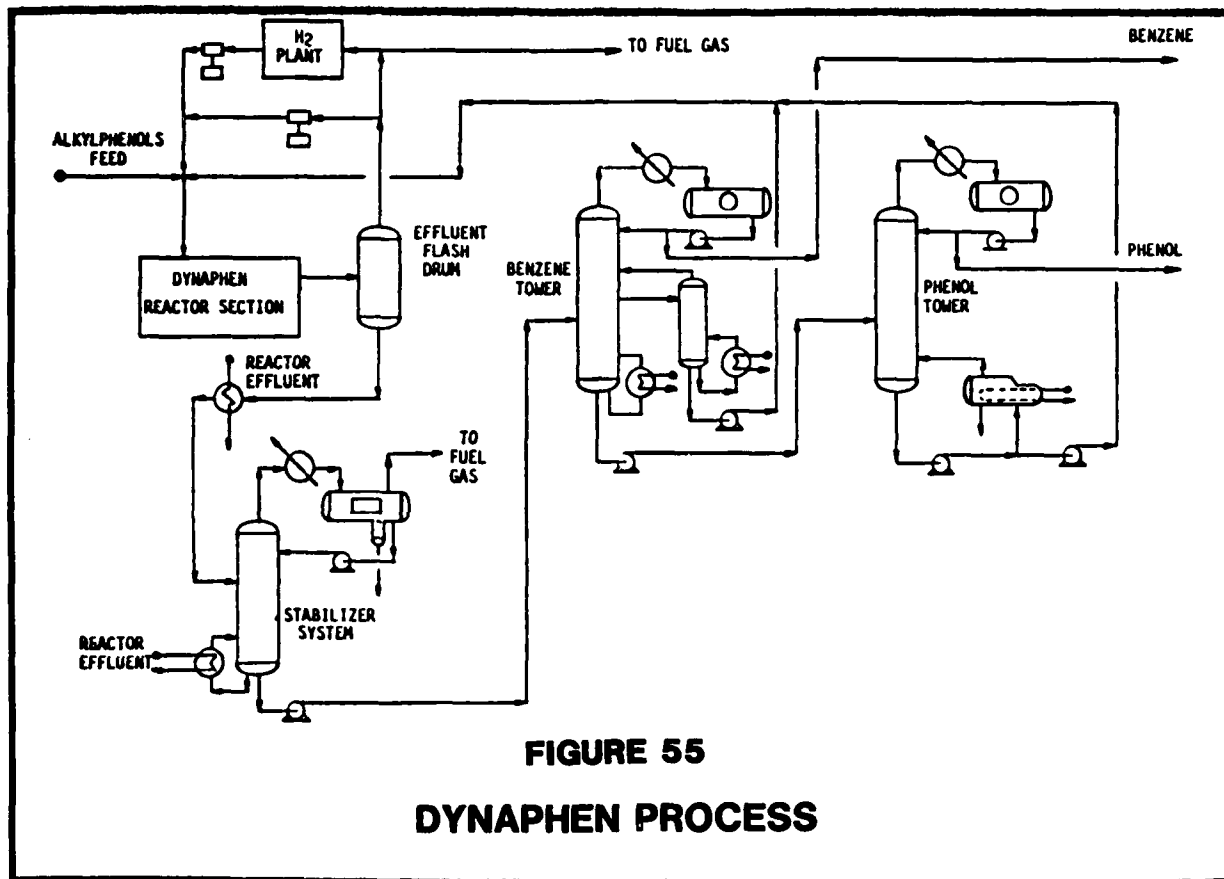 H2
PLANT
TO FUEL GAS
BENZENE
ALKYLPHENOLS
FEED
EFFLUENT
FLASH
DRUM
DYNAPHEN
REACTOR SECTION
BENZENE
TOWER
PHENOL
TOWER
PHENOL
REACTOR
EFFLUENT
TO
FUEL
GAS
STABILIZER
SYSTEM
REACTOR
EFFLUENT
FIGURE 55
DYNAPHEN PROCESS